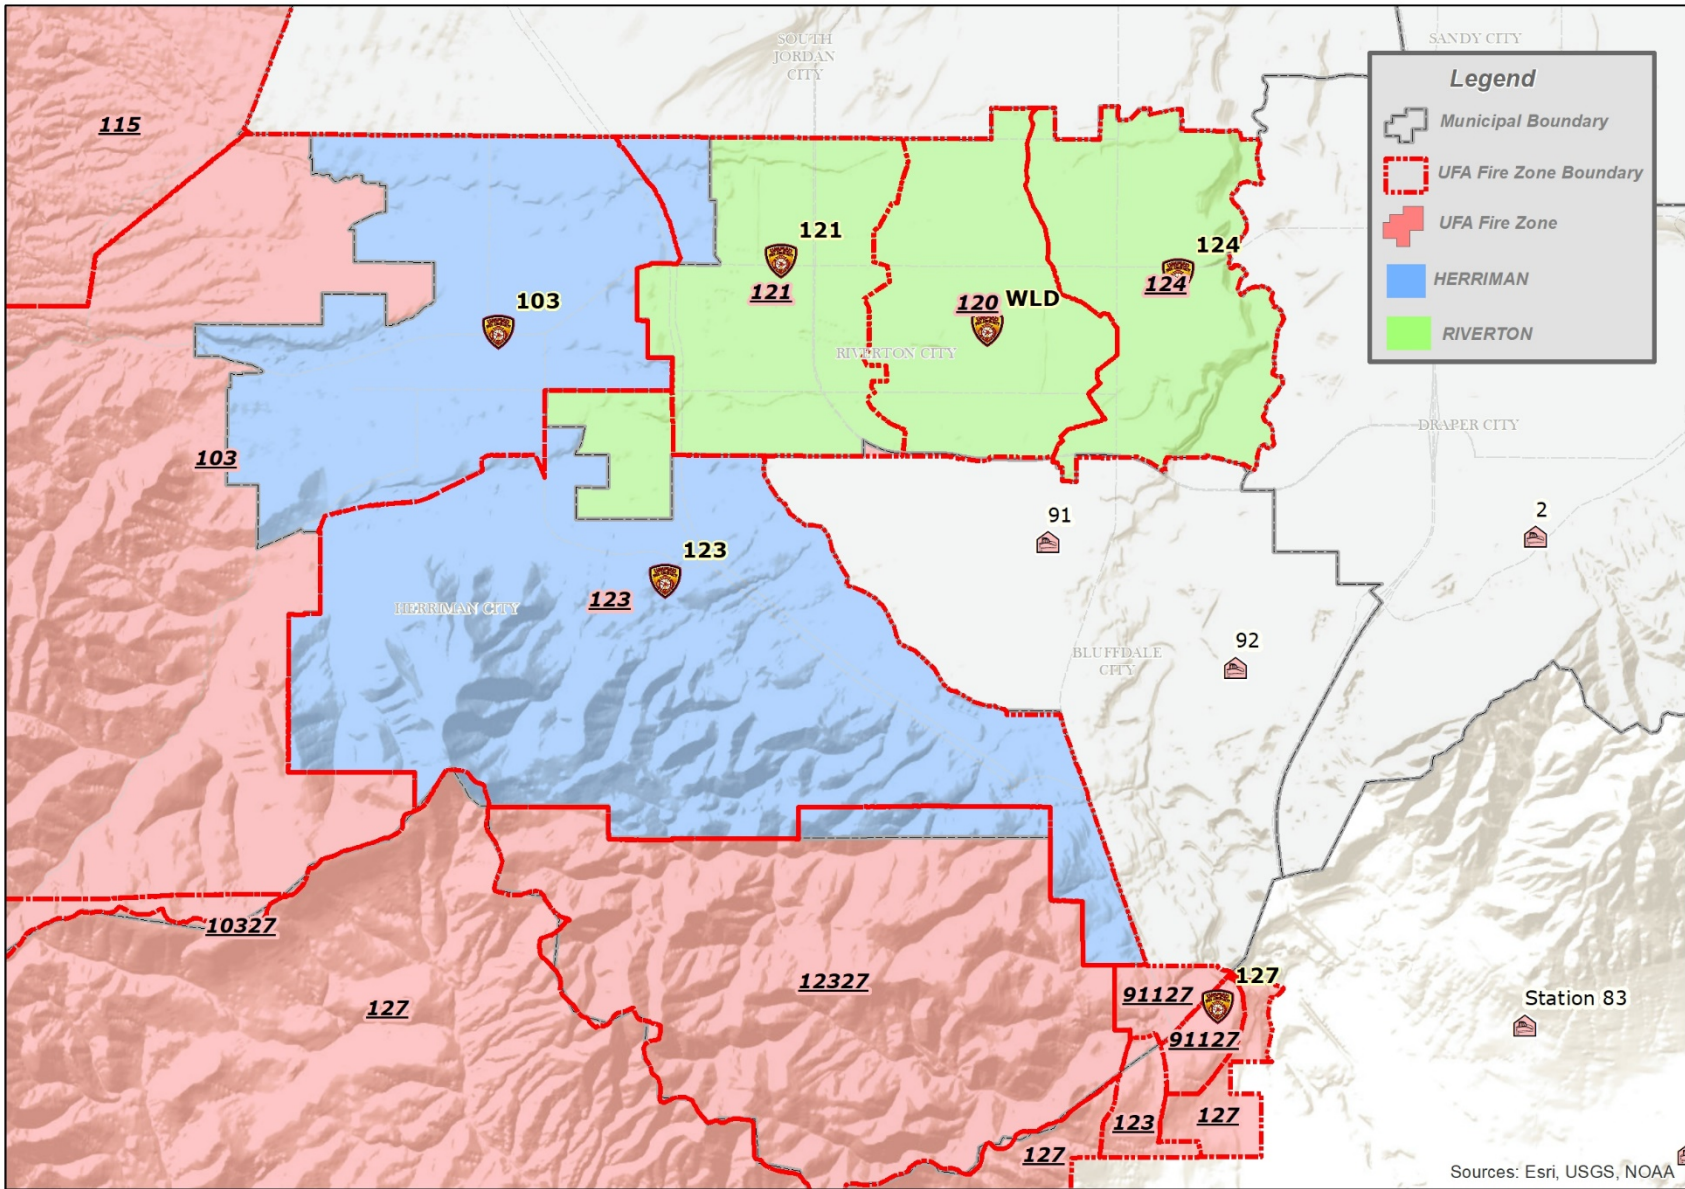 SOUTH
JORDAN
CITY
SANDY CITY
Legend
Municipal Boundary
UFA Fire Zone Boundary
UFA Fire Zone
HERRIMAN
RIVERTON
115
121
124
121
124
120 WLD
103
RIVERTON CITY
DRAPER CITY
103
91
2
123
123
HERRIMAN CITY
92
BLUFFDALE
CITY
10327
127
12327
127
91127
Station 83
91127
123
127
127
Sources: Esri, USGS, NOAA